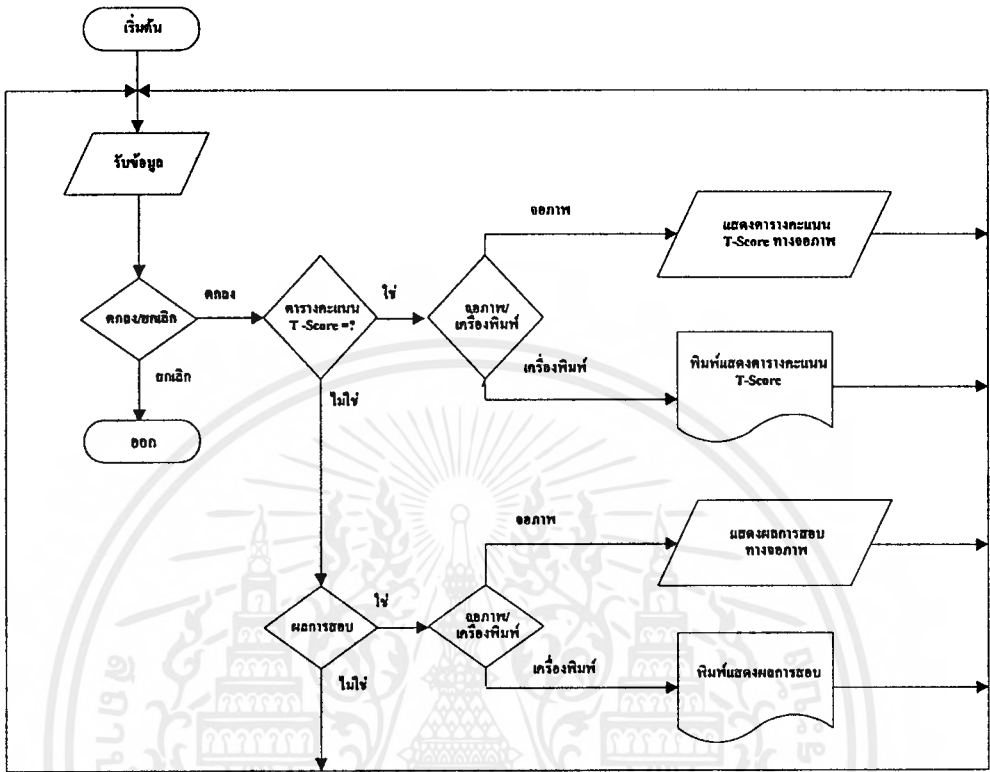 เริ่มต้น
รับข้อมูล
ตกลง/ยกเลิก
ตกลง
ยกเลิก
ออก
ตารางคะแนน
T -Score =?
ใช่
ไม่ใช่
จอภาพ/
เครื่องพิมพ์
จอภาพ
แสดงตารางคะแนน
T-Score ทางจอภาพ
เครื่องพิมพ์
พิมพ์แสดงตารางคะแนน
T-Score
ผลการสอบ
ใช่
ไม่ใช่
จอภาพ/
เครื่องพิมพ์
จอภาพ
แสดงผลการสอบ
ทางจอภาพ
เครื่องพิมพ์
พิมพ์แสดงผลการสอบ